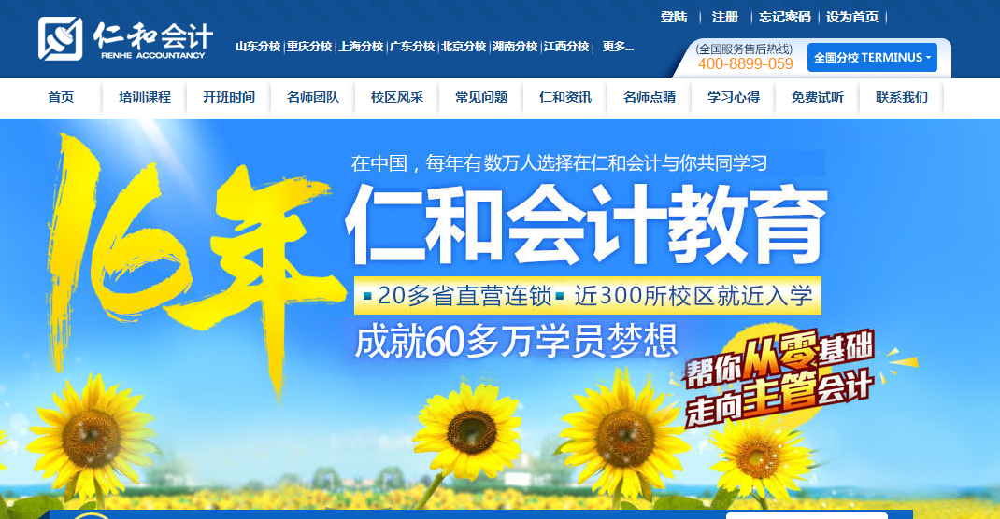 登陆 注册 忘记密码 设为首页
仁和会计
RENHE ACCOUNTANCY
山东分校 重庆分校 上海分校 广东分校 北京分校 湖南分校 江西分校 更多...
(全国服务售后热线)
400-8899-059
全国分校 TERMINUS
首页 培训课程 开班时间 名师团队 校区风采 常见问题 仁和资讯 名师点睛 学习心得 免费试听 联系我们
16年
在中国，每年有数万人选择在仁和会计与你共同学习
仁和会计教育
20多省直营连锁 近300所校区就近入学
成就60多万学员梦想
帮你从零基础
走向主管会计